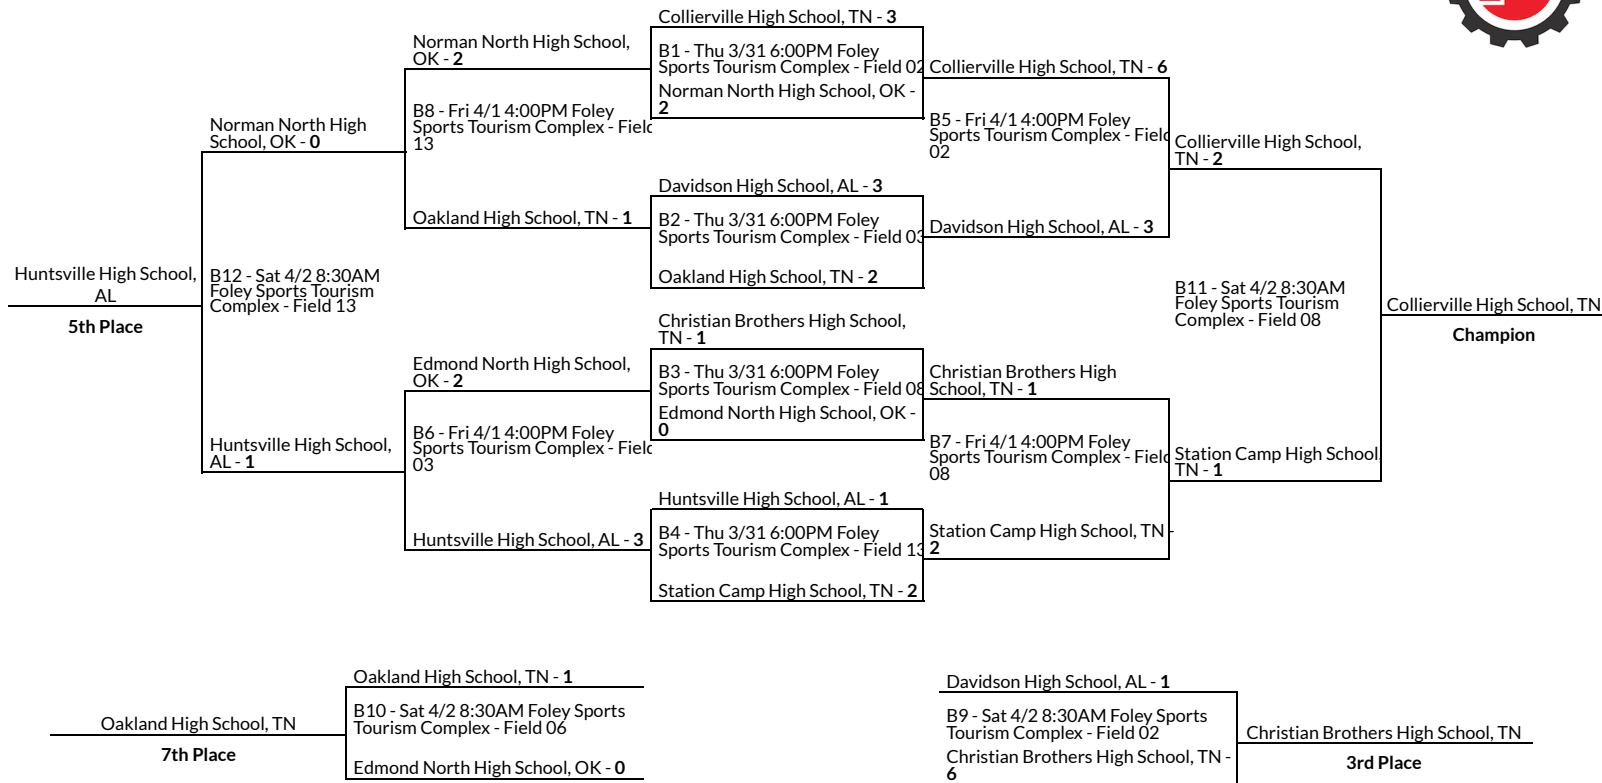 Collierville High School, TN - 3
B1 - Thu 3/31 6:00PM Foley
Sports Tourism Complex - Field 02
Norman North High School, OK -
2
Norman North High School,
OK - 2
B8 - Fri 4/1 4:00PM Foley
Sports Tourism Complex - Field
13
Oakland High School, TN - 1
Collierville High School, TN - 6
B5 - Fri 4/1 4:00PM Foley
Sports Tourism Complex - Field
02
Davidson High School, AL - 3
Norman North High
School, OK - 0
Collierville High School,
TN - 2
Davidson High School, AL - 3
B2 - Thu 3/31 6:00PM Foley
Sports Tourism Complex - Field 03
Oakland High School, TN - 2
Huntsville High School,
AL
5th Place
B12 - Sat 4/2 8:30AM
Foley Sports Tourism
Complex - Field 13
B11 - Sat 4/2 8:30AM
Foley Sports Tourism
Complex - Field 08
Collierville High School, TN
Champion
Christian Brothers High School,
TN - 1
B3 - Thu 3/31 6:00PM Foley
Sports Tourism Complex - Field 08
Edmond North High School, OK -
0
Edmond North High School,
OK - 2
B6 - Fri 4/1 4:00PM Foley
Sports Tourism Complex - Field
03
Huntsville High School, AL - 3
Christian Brothers High
School, TN - 1
B7 - Fri 4/1 4:00PM Foley
Sports Tourism Complex - Field
08
Station Camp High School, TN -
2
Huntsville High School,
AL - 1
Station Camp High School,
TN - 1
Huntsville High School, AL - 1
B4 - Thu 3/31 6:00PM Foley
Sports Tourism Complex - Field 13
Station Camp High School, TN - 2
Oakland High School, TN - 1
B10 - Sat 4/2 8:30AM Foley Sports
Tourism Complex - Field 06
Edmond North High School, OK - 0
Oakland High School, TN
7th Place
Davidson High School, AL - 1
B9 - Sat 4/2 8:30AM Foley Sports
Tourism Complex - Field 02
Christian Brothers High School, TN -
6
Christian Brothers High School, TN
3rd Place